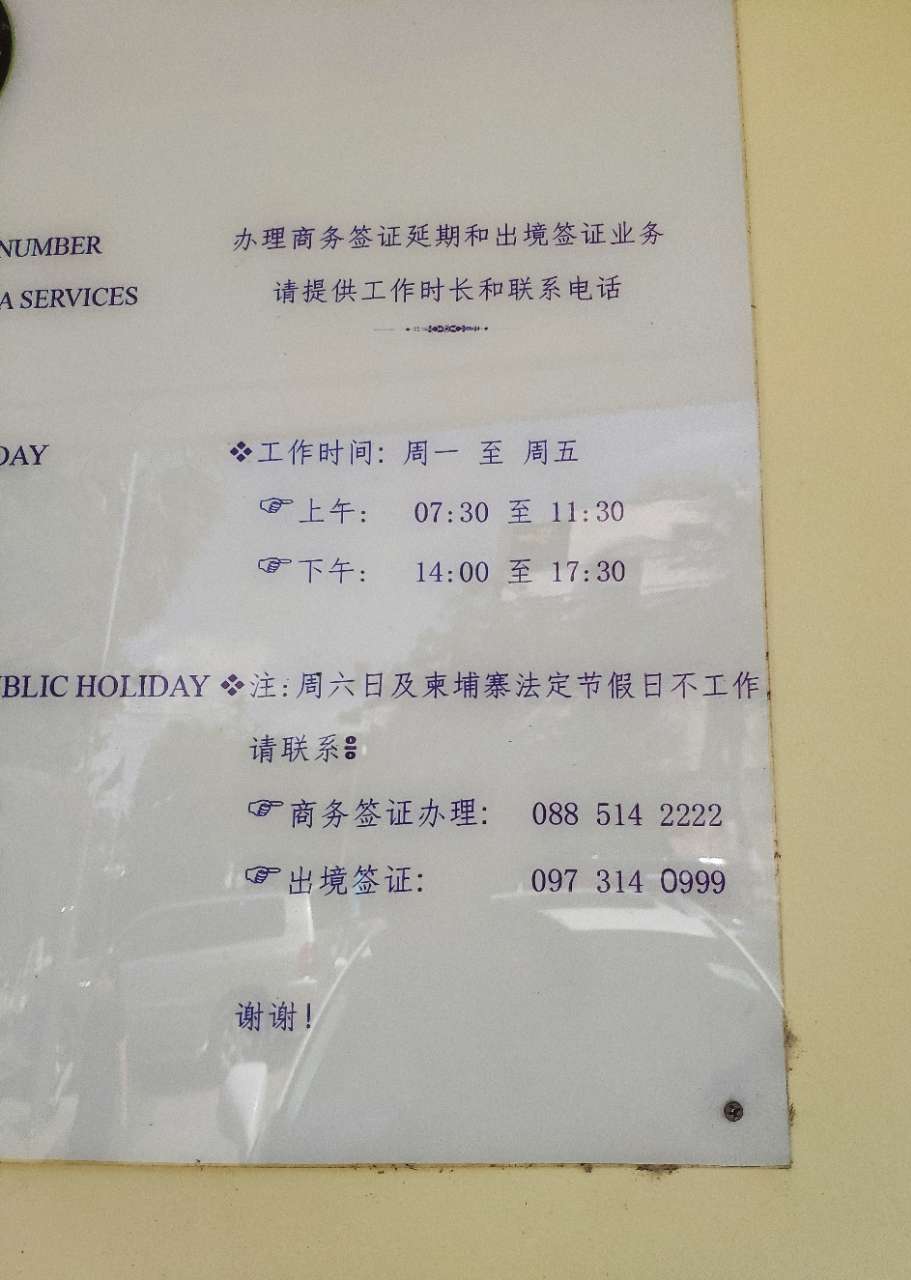 NUMBER 办理商务签证延期和出境签证业务
A SERVICES 请提供工作时长和联系电话
DAY ❖工作时间: 周一 至 周五
☞上午: 07:30 至 11:30
☞下午: 14:00 至 17:30
BLIC HOLIDAY ❖注:周六日及柬埔寨法定节假日不工作
请联系:
☞商务签证办理: 088 514 2222
☞出境签证: 097 314 0999
谢谢!